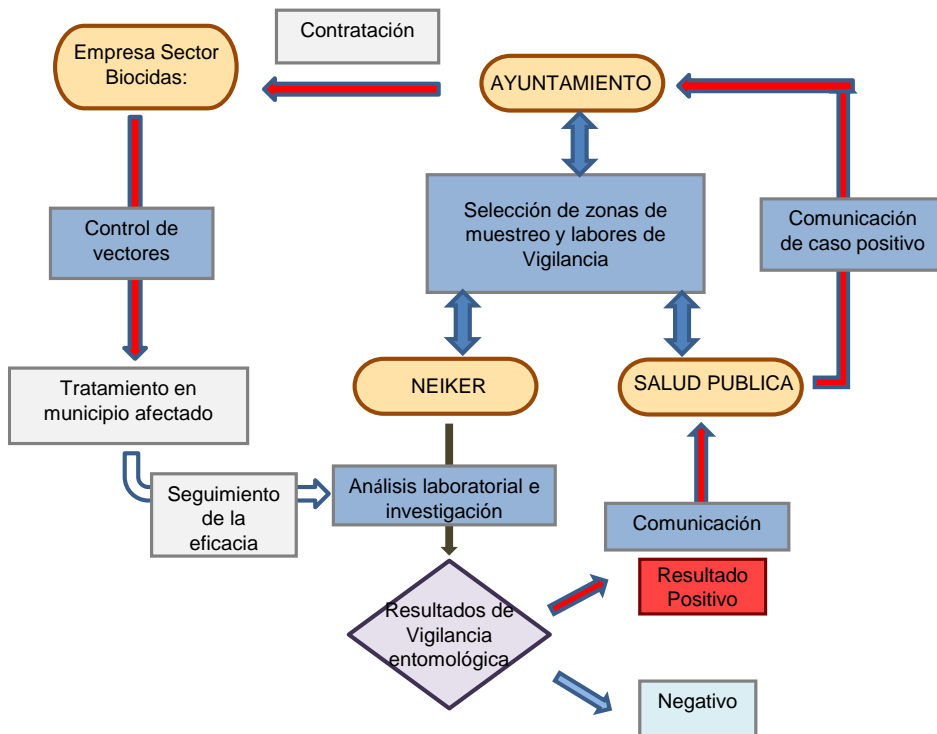 Contratación
Empresa Sector
Biocidas:
AYUNTAMIENTO
Selección de zonas de
muestreo y labores de
Vigilancia
Comunicación
de caso positivo
Control de
vectores
NEIKER
SALUD PUBLICA
Tratamiento en
municipio afectado
Seguimiento
de la
eficacia
Análisis laboratorial e
investigación
Comunicación
Resultado
Positivo
Resultados de
Vigilancia
entomológica
Negativo